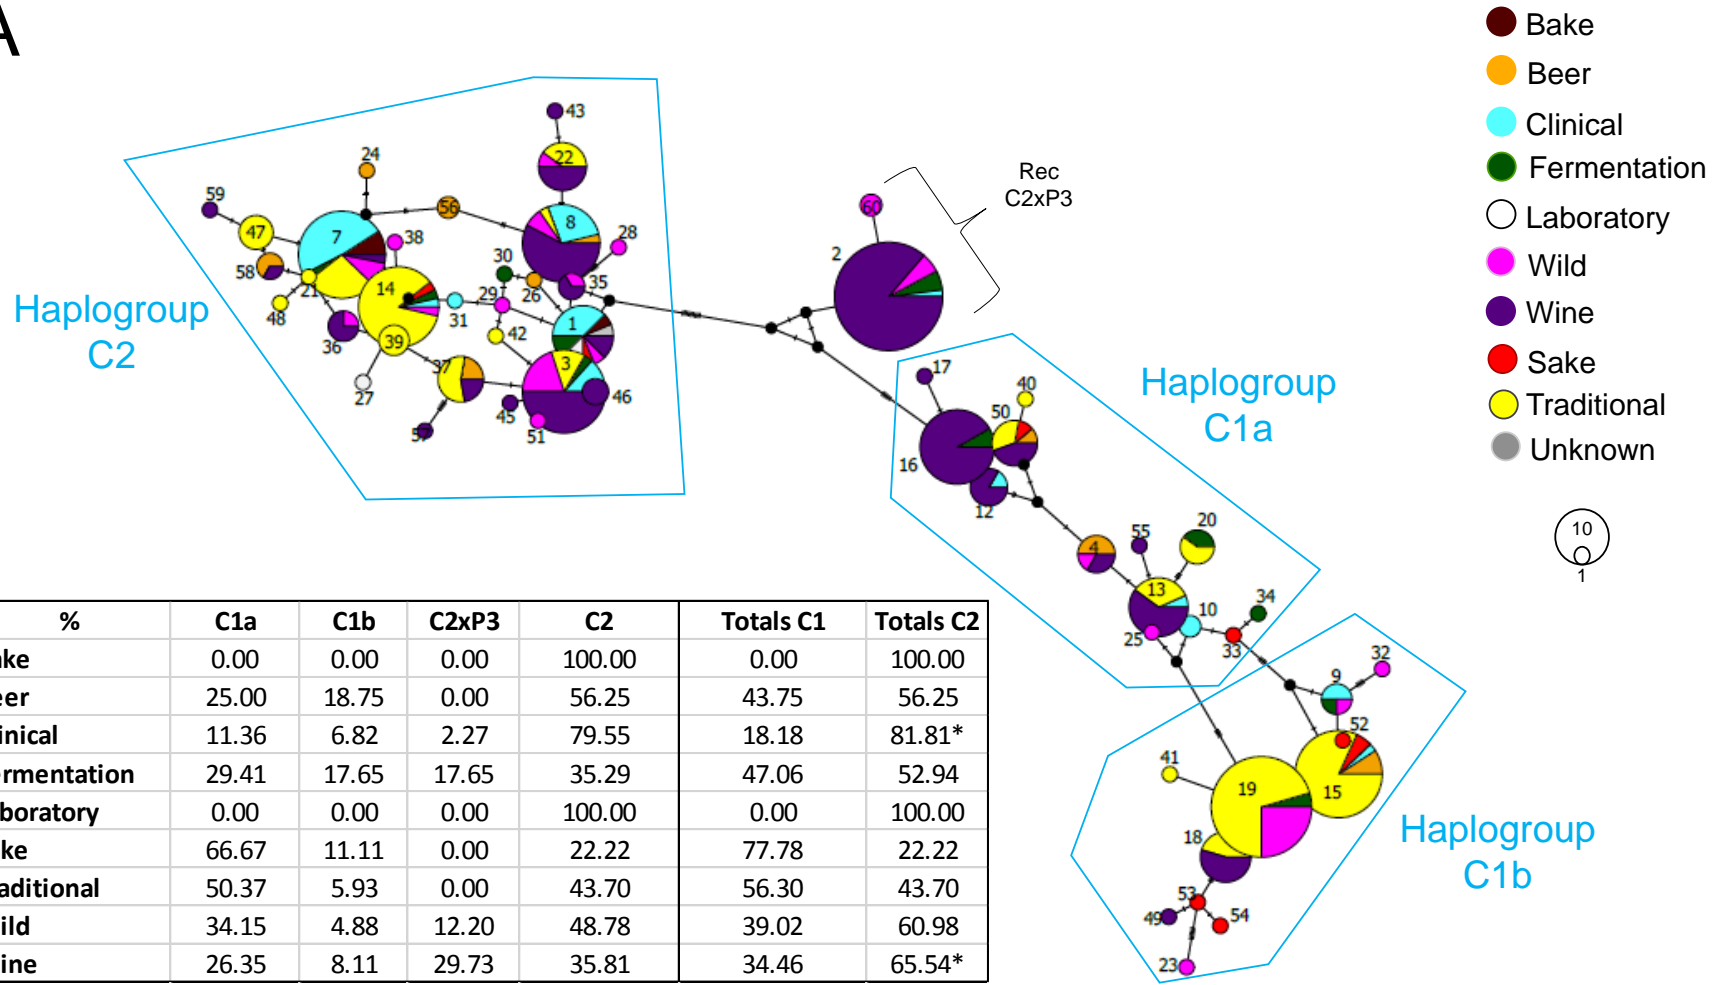 A
Bake
Beer
Clinical
Fermentation
Laboratory
Wild
Wine
Sake
Traditional
Unknown
10
1
Rec
C2xP3
Haplogroup
C2
Haplogroup
C1a
Haplogroup
C1b
43
22
24
59
56
8
47
7
38
28
58
30
35
21
14
29
26
48
31
1
36
39
42
3
27
37
46
45
51
57
60
2
17
40
50
16
12
4
55
20
13
10
34
25
33
32
9
52
41
19
15
18
53
49
54
23
% C1a C1b C2xP3 C2 Totals C1 Totals C2
ke 0.00 0.00 0.00 100.00 0.00 100.00
er 25.00 18.75 0.00 56.25 43.75 56.25
inical 11.36 6.82 2.27 79.55 18.18 81.81*
rmentation 29.41 17.65 17.65 35.29 47.06 52.94
boratory 0.00 0.00 0.00 100.00 0.00 100.00
ke 66.67 11.11 0.00 22.22 77.78 22.22
aditional 50.37 5.93 0.00 43.70 56.30 43.70
ild 34.15 4.88 12.20 48.78 39.02 60.98
ine 26.35 8.11 29.73 35.81 34.46 65.54*